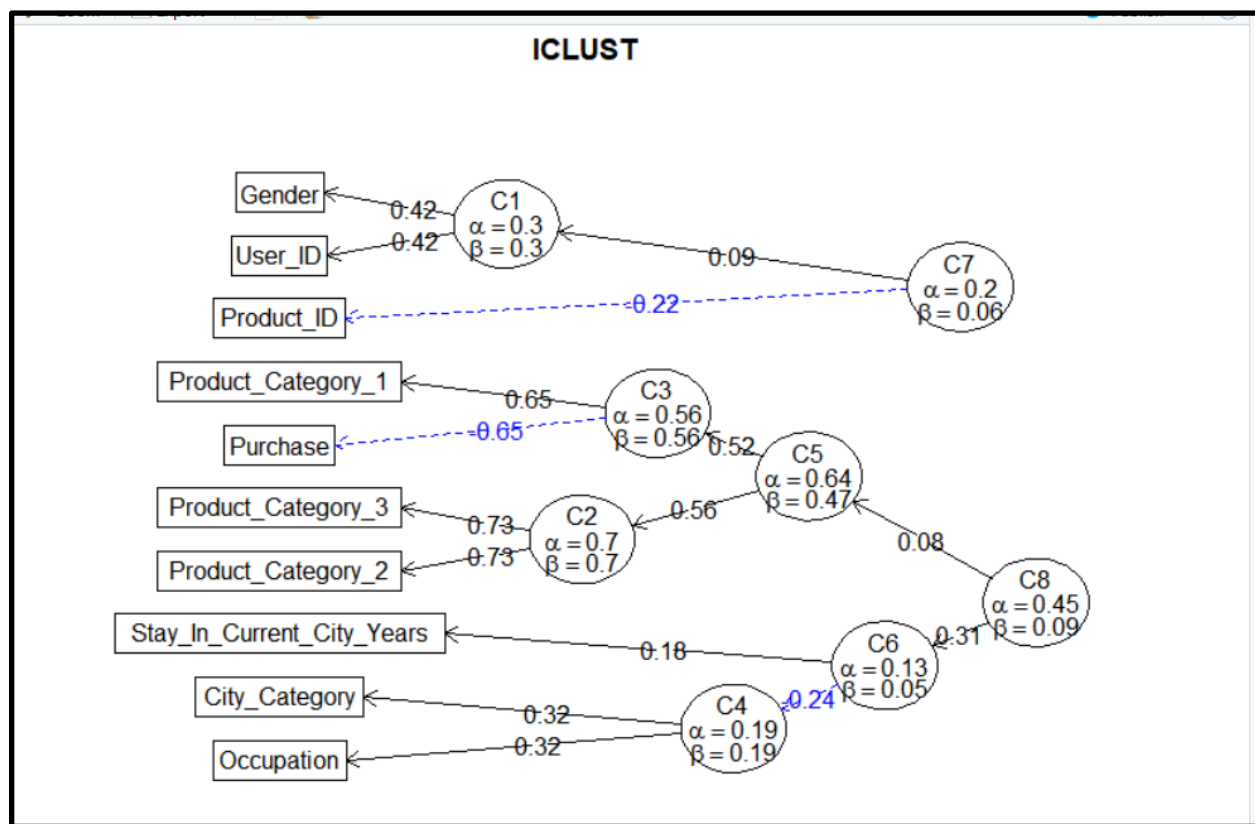 ICLUST
Gender
0.42
C1
α = 0.3
β = 0.3
User_ID
0.42
0.09
C7
α = 0.2
β = 0.06
Product_ID
-0.22
Product_Category_1
0.65
C3
α = 0.56
β = 0.56
Purchase
-0.65
0.52
C5
α = 0.64
β = 0.47
Product_Category_3
0.73
C2
α = 0.7
β = 0.7
0.56
Product_Category_2
0.73
0.08
C8
α = 0.45
β = 0.09
Stay_In_Current_City_Years
0.18
C6
α = 0.13
β = 0.05
0.31
City_Category
0.32
C4
α = 0.19
β = 0.19
-0.24
Occupation
0.32